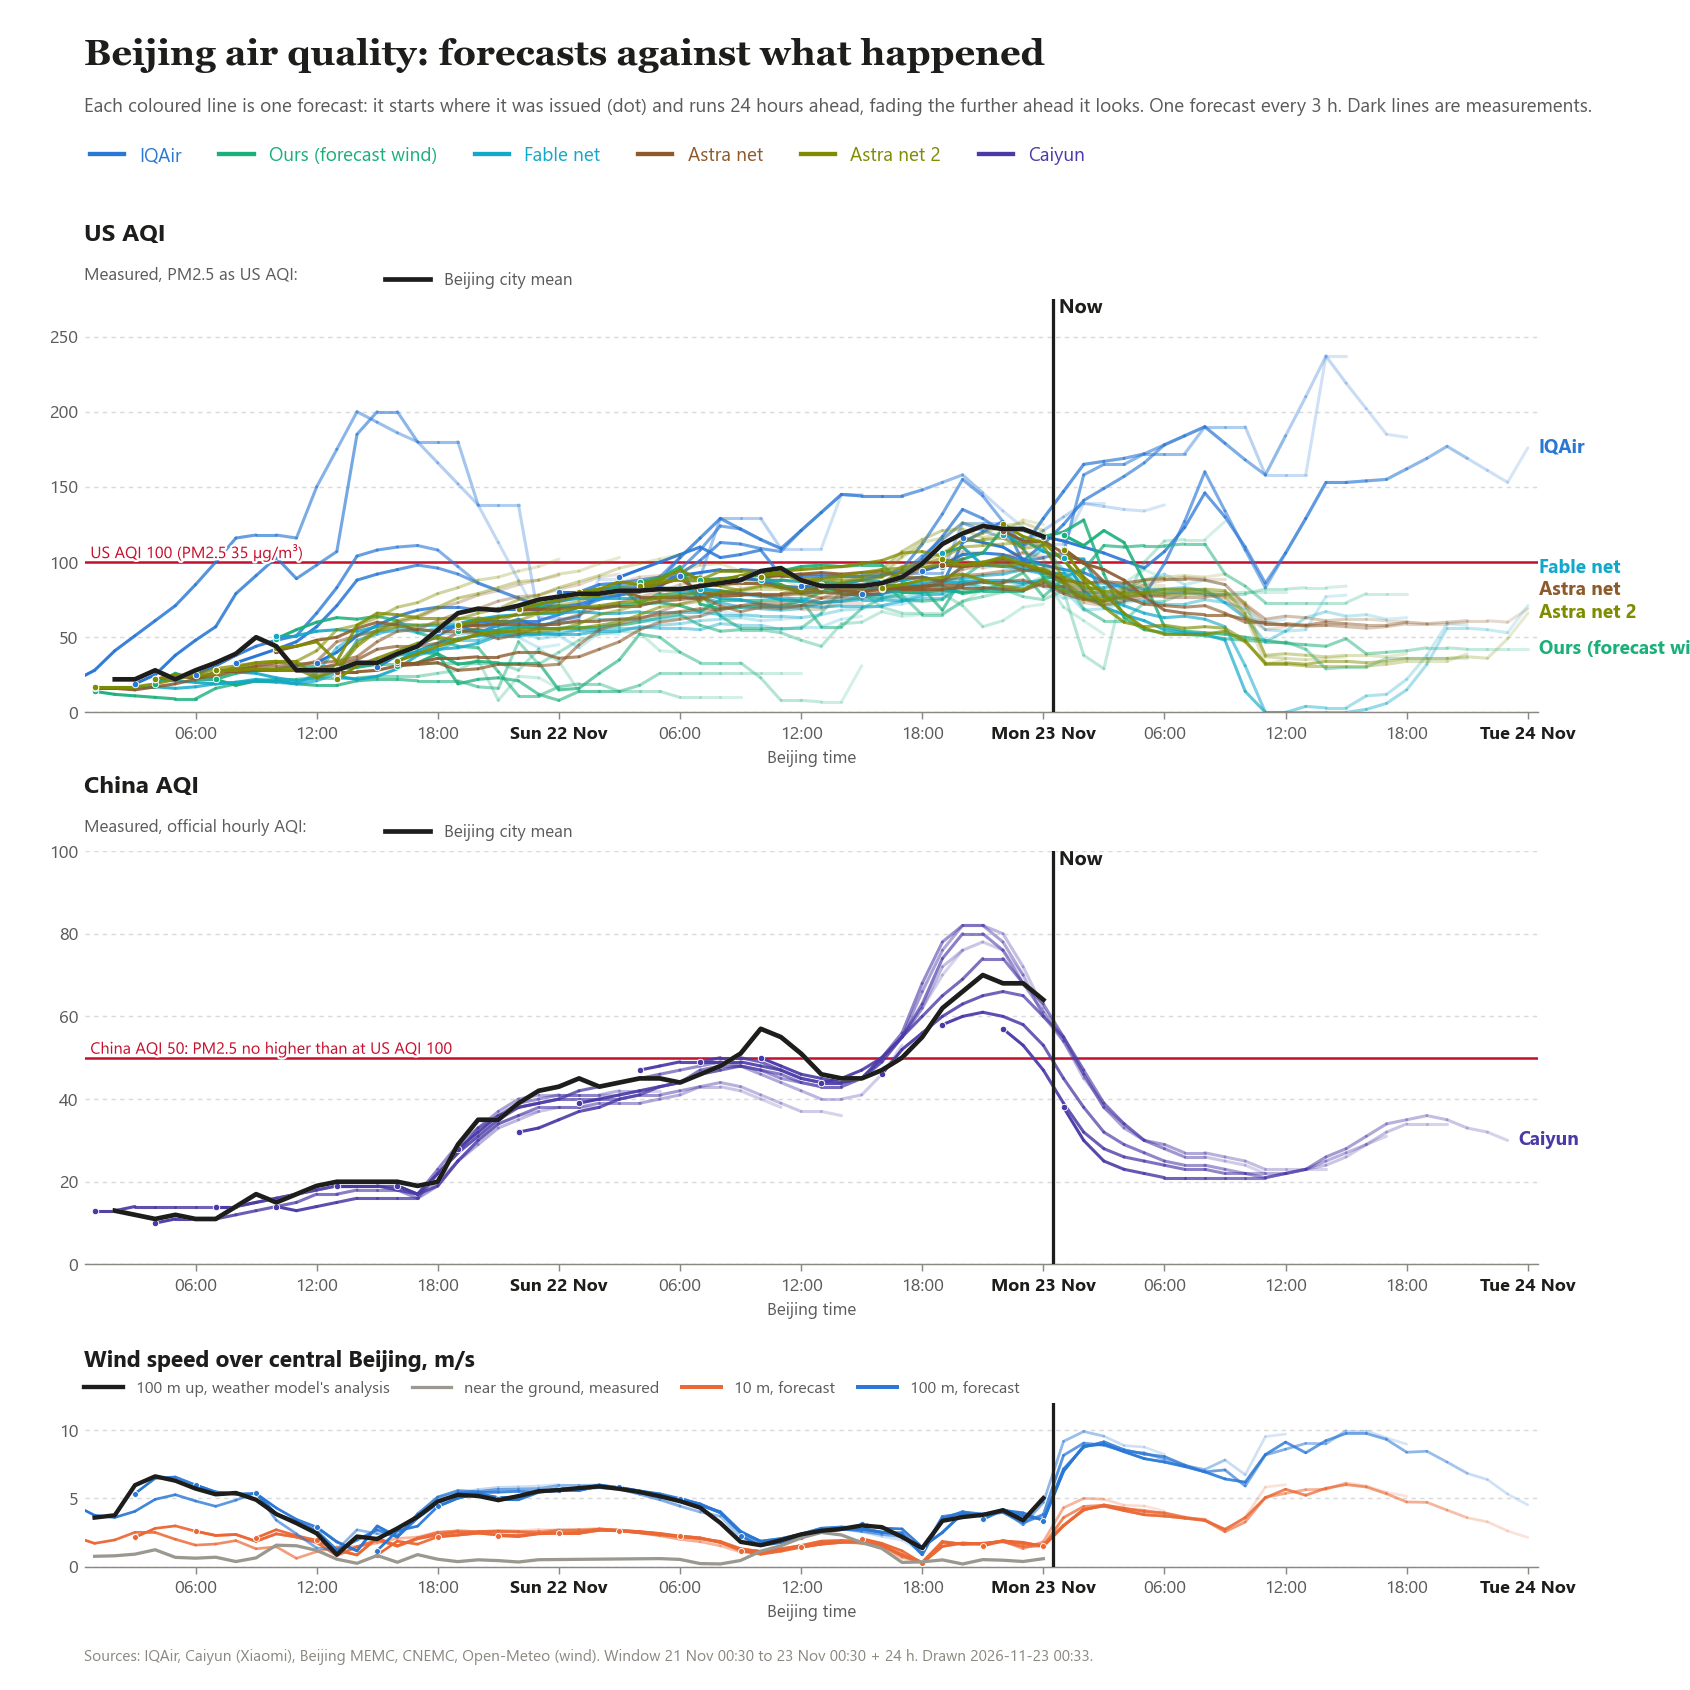 Beijing air quality: forecasts against what happened
Each coloured line is one forecast: it starts where it was issued (dot) and runs 24 hours ahead, fading the further ahead it looks. One forecast every 3 h. Dark lines are measurements.
IQAir Ours (forecast wind) Fable net Astra net Astra net 2 Caiyun
US AQI
Measured, PM2.5 as US AQI: Beijing city mean
Now
250
200
150
100
50
0
US AQI 100 (PM2.5 35 µg/m³)
IQAir
Fable net
Astra net
Astra net 2
Ours (forecast wi
06:00 12:00 18:00 Sun 22 Nov 06:00 12:00 18:00 Mon 23 Nov 06:00 12:00 18:00 Tue 24 Nov
Beijing time
China AQI
Measured, official hourly AQI: Beijing city mean
Now
100
80
60
40
20
0
China AQI 50: PM2.5 no higher than at US AQI 100
Caiyun
06:00 12:00 18:00 Sun 22 Nov 06:00 12:00 18:00 Mon 23 Nov 06:00 12:00 18:00 Tue 24 Nov
Beijing time
Wind speed over central Beijing, m/s
100 m up, weather model's analysis near the ground, measured 10 m, forecast 100 m, forecast
10
5
0
06:00 12:00 18:00 Sun 22 Nov 06:00 12:00 18:00 Mon 23 Nov 06:00 12:00 18:00 Tue 24 Nov
Beijing time
Sources: IQAir, Caiyun (Xiaomi), Beijing MEMC, CNEMC, Open-Meteo (wind). Window 21 Nov 00:30 to 23 Nov 00:30 + 24 h. Drawn 2026-11-23 00:33.